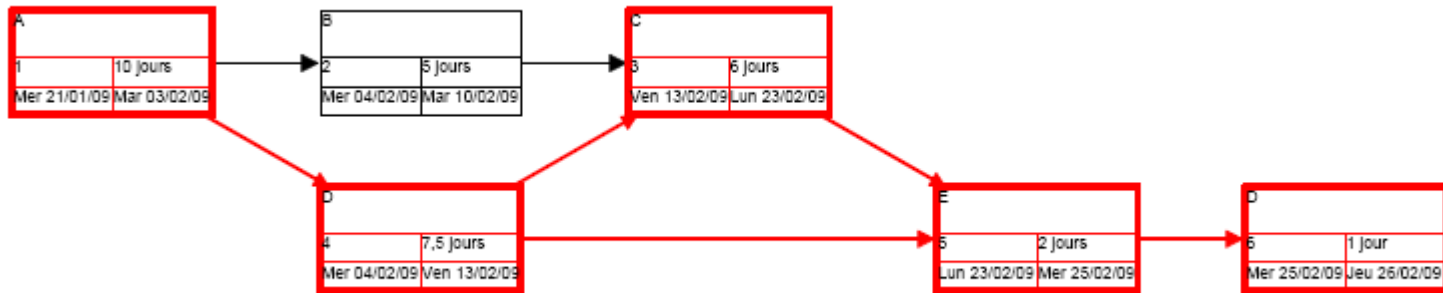 A
1 10 jours
Mer 21/01/09 Mar 03/02/09
B
2 5 jours
Mer 04/02/09 Mar 10/02/09
C
3 6 jours
Ven 13/02/09 Lun 23/02/09
D
4 7,5 jours
Mer 04/02/09 Ven 13/02/09
E
5 2 jours
Lun 23/02/09 Mer 25/02/09
D
6 1 jour
Mer 25/02/09 Jeu 26/02/09